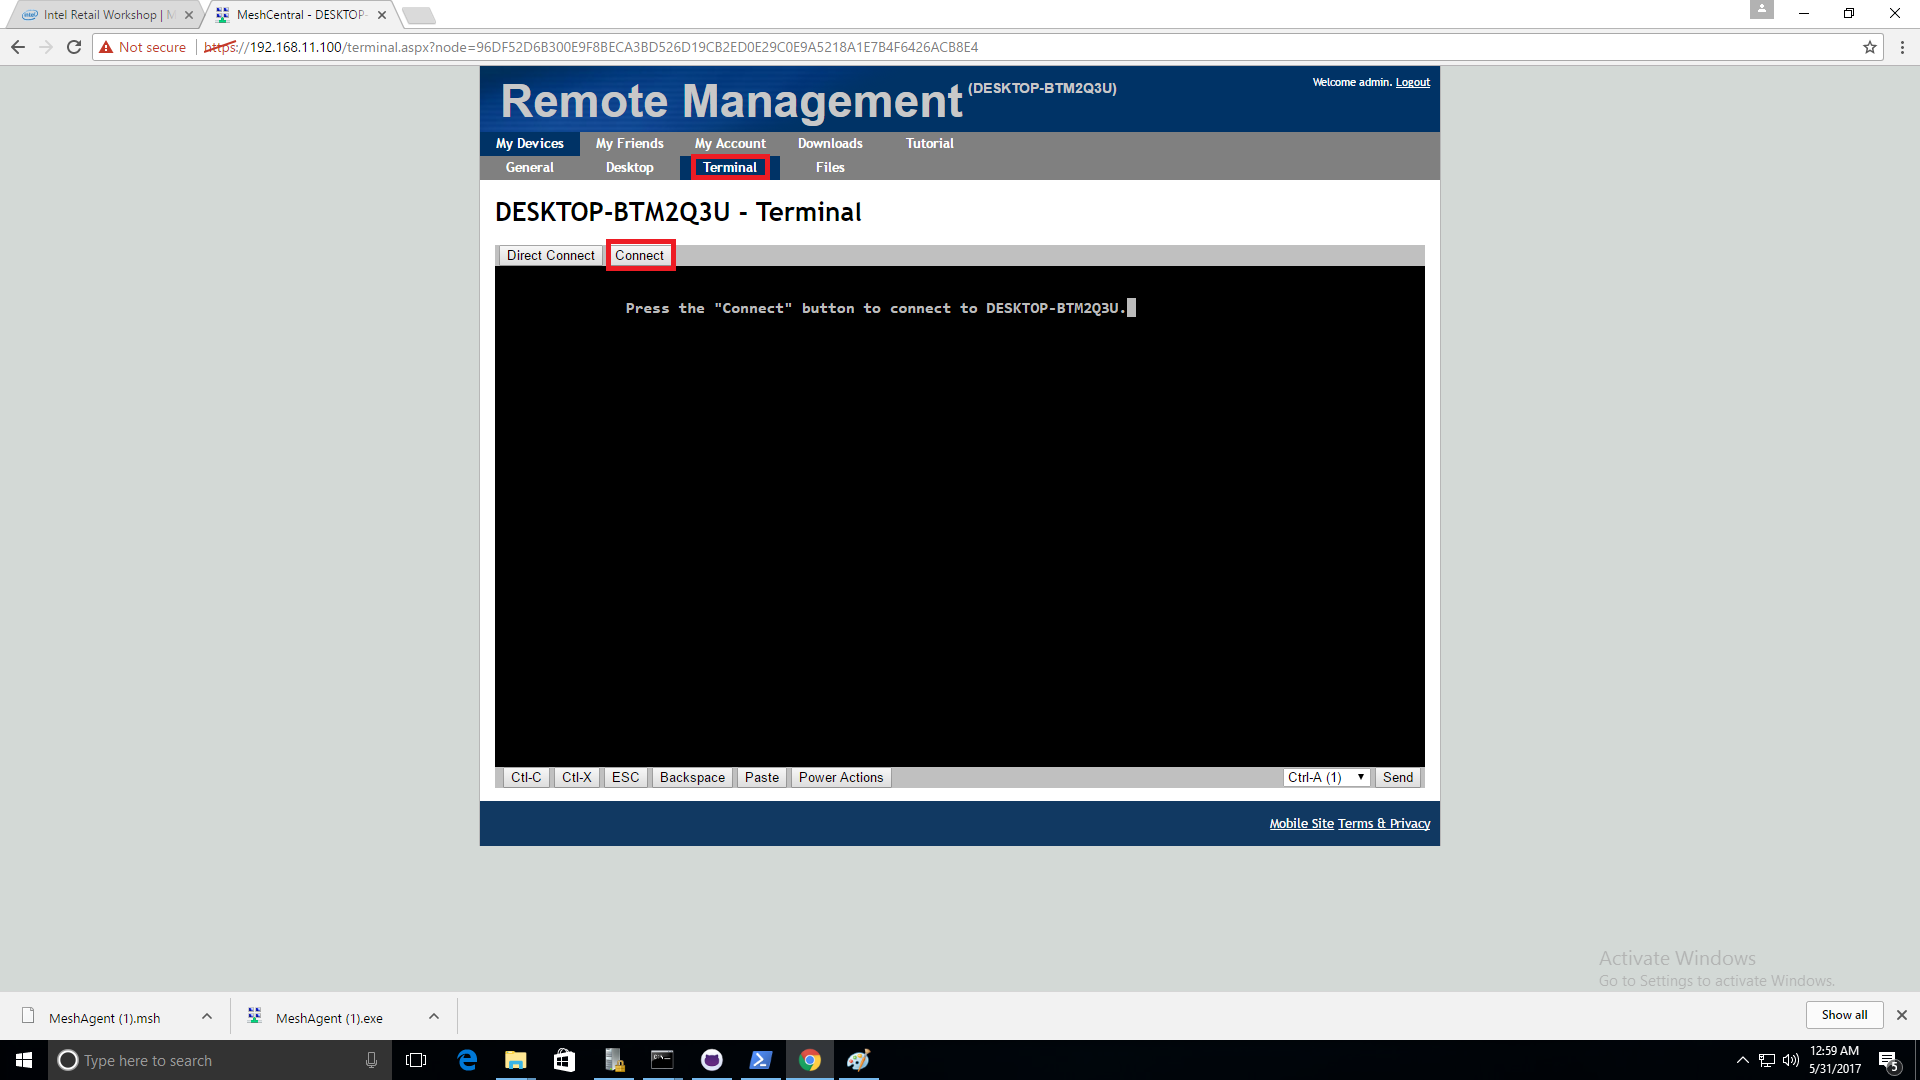 Intel Retail Workshop | M
MeshCentral - DESKTOP-
Not secure
https://192.168.11.100/terminal.aspx?node=96DF52D6B300E9F8BECA3BD526D19CB2ED0E29C0E9A5218A1E7B4F6426ACB8E4
Remote Management (DESKTOP-BTM2Q3U)
Welcome admin. Logout
My Devices My Friends My Account Downloads Tutorial
General Desktop Terminal Files
DESKTOP-BTM2Q3U - Terminal
Direct Connect Connect
Press the "Connect" button to connect to DESKTOP-BTM2Q3U.
Ctl-C Ctl-X ESC Backspace Paste Power Actions Ctrl-A (1) Send
Mobile Site Terms & Privacy
Activate Windows
Go to Settings to activate Windows.
MeshAgent (1).msh MeshAgent (1).exe Show all
Type here to search
12:59 AM
5/31/2017
5